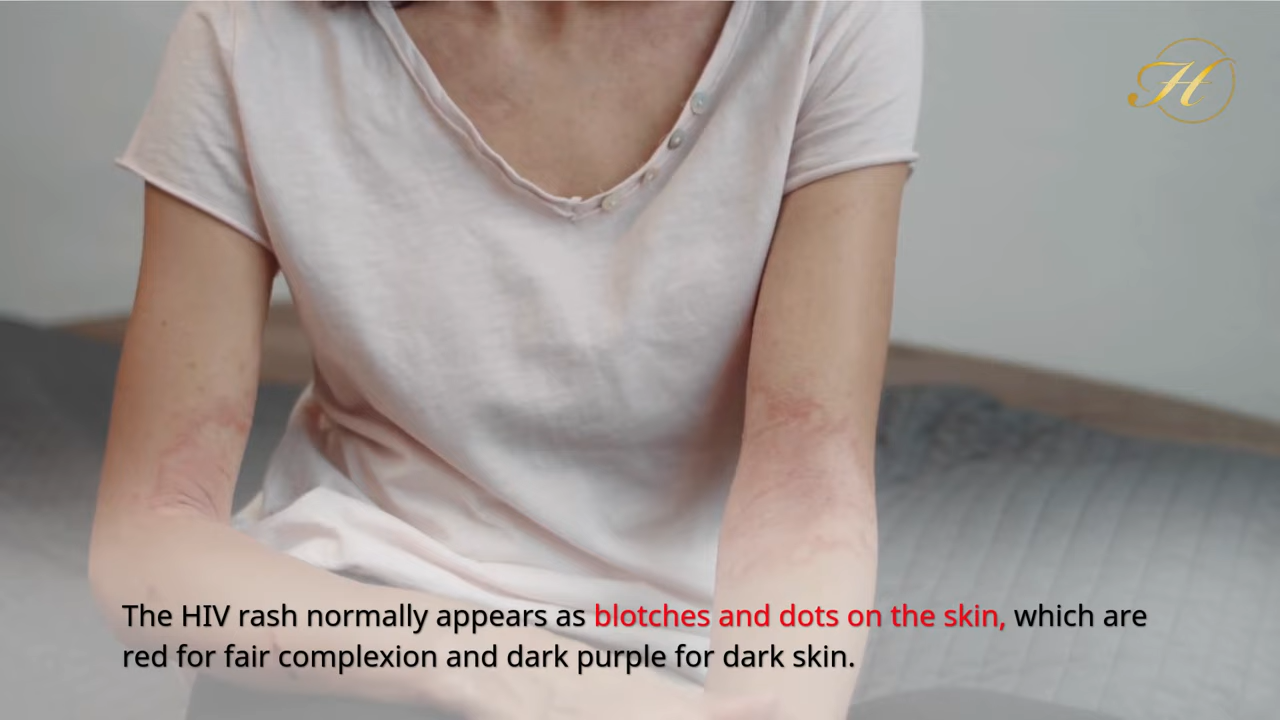 H
The HIV rash normally appears as blotches and dots on the skin, which are
red for fair complexion and dark purple for dark skin.